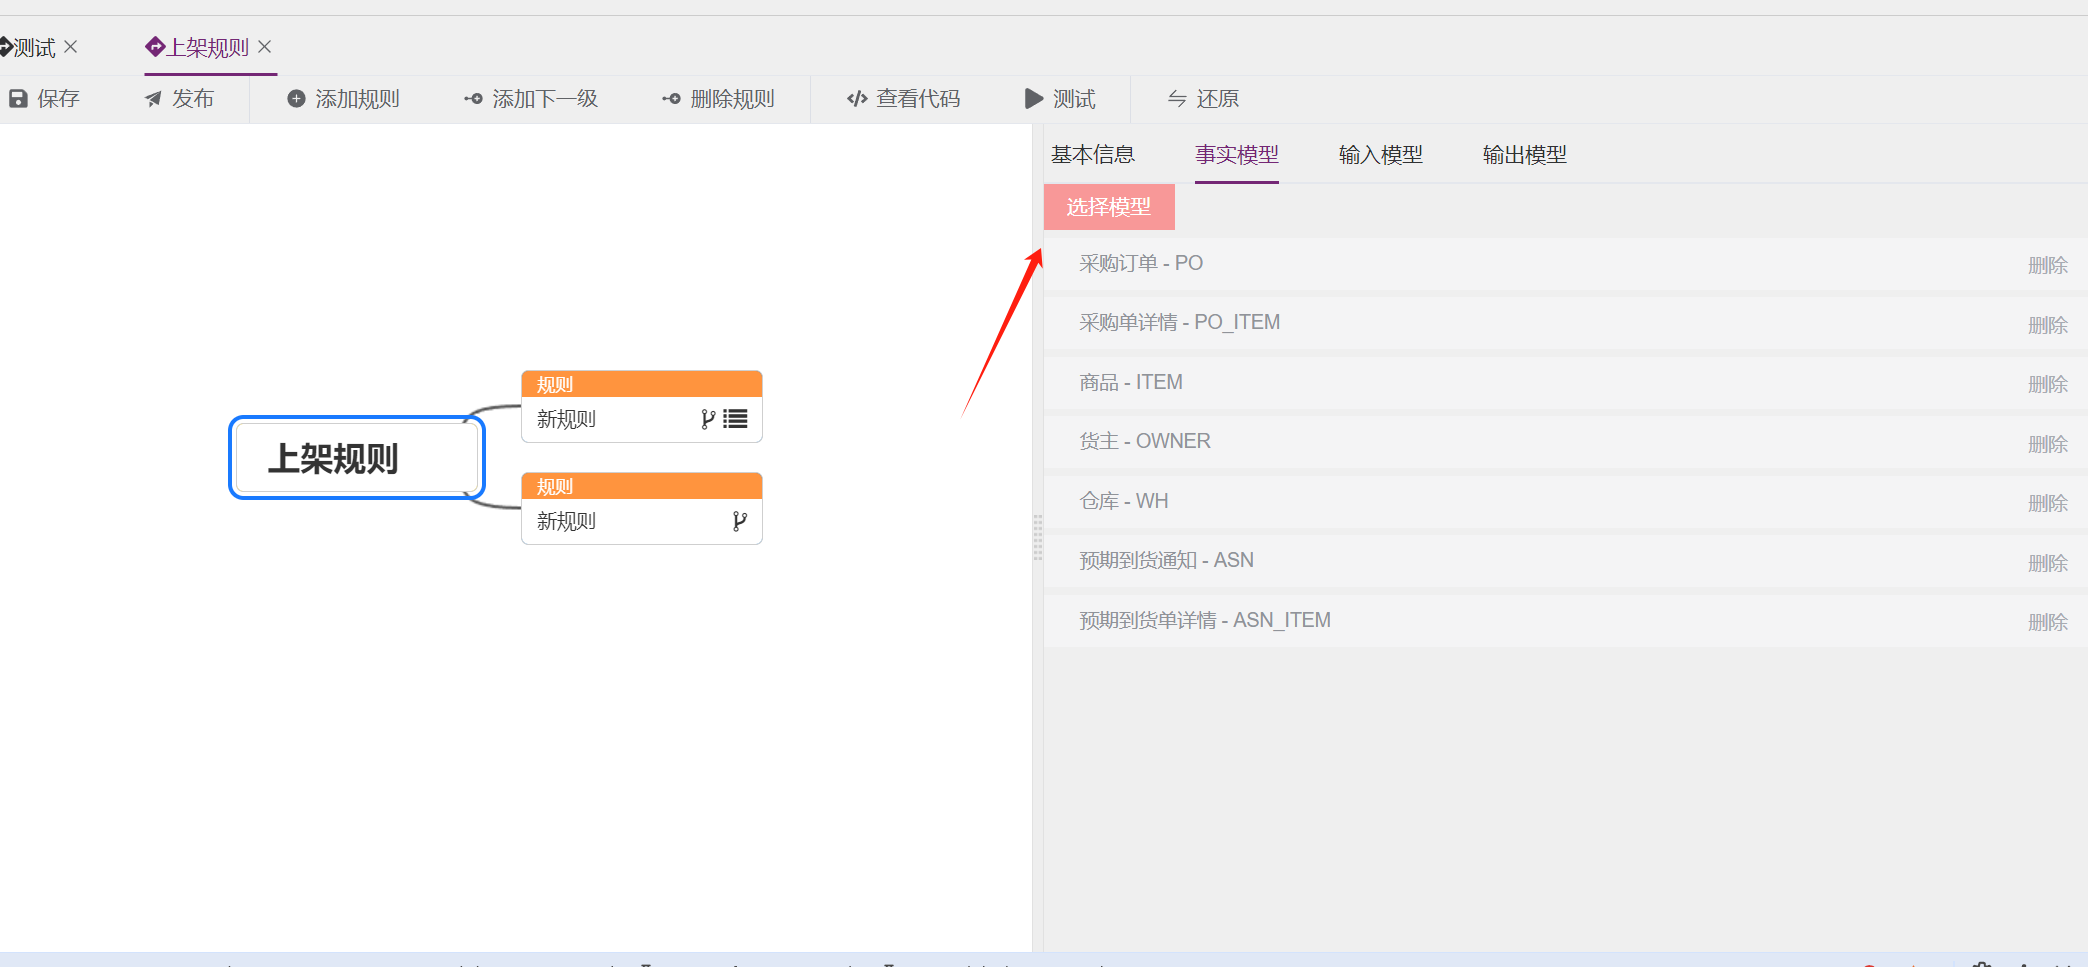 测试
上架规则
保存
发布
添加规则
添加下一级
删除规则
查看代码
测试
还原
基本信息
事实模型
输入模型
输出模型
选择模型
采购订单 - PO
删除
采购单详情 - PO_ITEM
删除
商品 - ITEM
删除
货主 - OWNER
删除
仓库 - WH
删除
预期到货通知 - ASN
删除
预期到货单详情 - ASN_ITEM
删除
上架规则
规则
新规则
规则
新规则